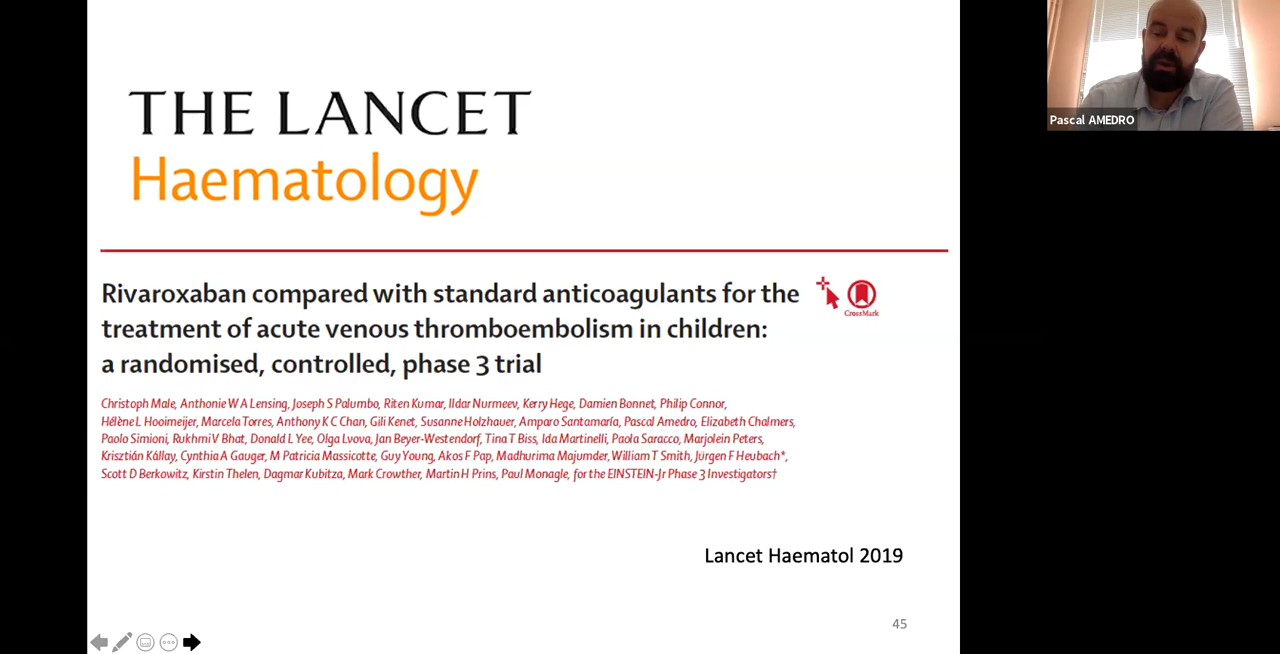 THE LANCET
Haematology
Rivaroxaban compared with standard anticoagulants for the
treatment of acute venous thromboembolism in children:
a randomised, controlled, phase 3 trial
CrossMark
Christoph Male, Anthonie W A Lensing, Joseph S Palumbo, Riten Kumar, Ildar Nurmeev, Kerry Hege, Damien Bonnet, Philip Connor,
Hélène L Hooimeijer, Marcela Torres, Anthony K C Chan, Gili Kenet, Susanne Holzhauer, Amparo Santamaría, Pascal Amedro, Elizabeth Chalmers,
Paolo Simioni, Rukhmi V Bhat, Donald L Yee, Olga Lvova, Jan Beyer-Westendorf, Tina T Biss, Ida Martinelli, Paola Saracco, Marjolein Peters,
Krisztián Kállay, Cynthia A Gauger, M Patricia Massicotte, Guy Young, Akos F Pap, Madhurima Majumder, William T Smith, Jürgen F Heubach*,
Scott D Berkowitz, Kirstin Thelen, Dagmar Kubitza, Mark Crowther, Martin H Prins, Paul Monagle, for the EINSTEIN-Jr Phase 3 Investigators†
Lancet Haematol 2019
45
Pascal AMEDRO